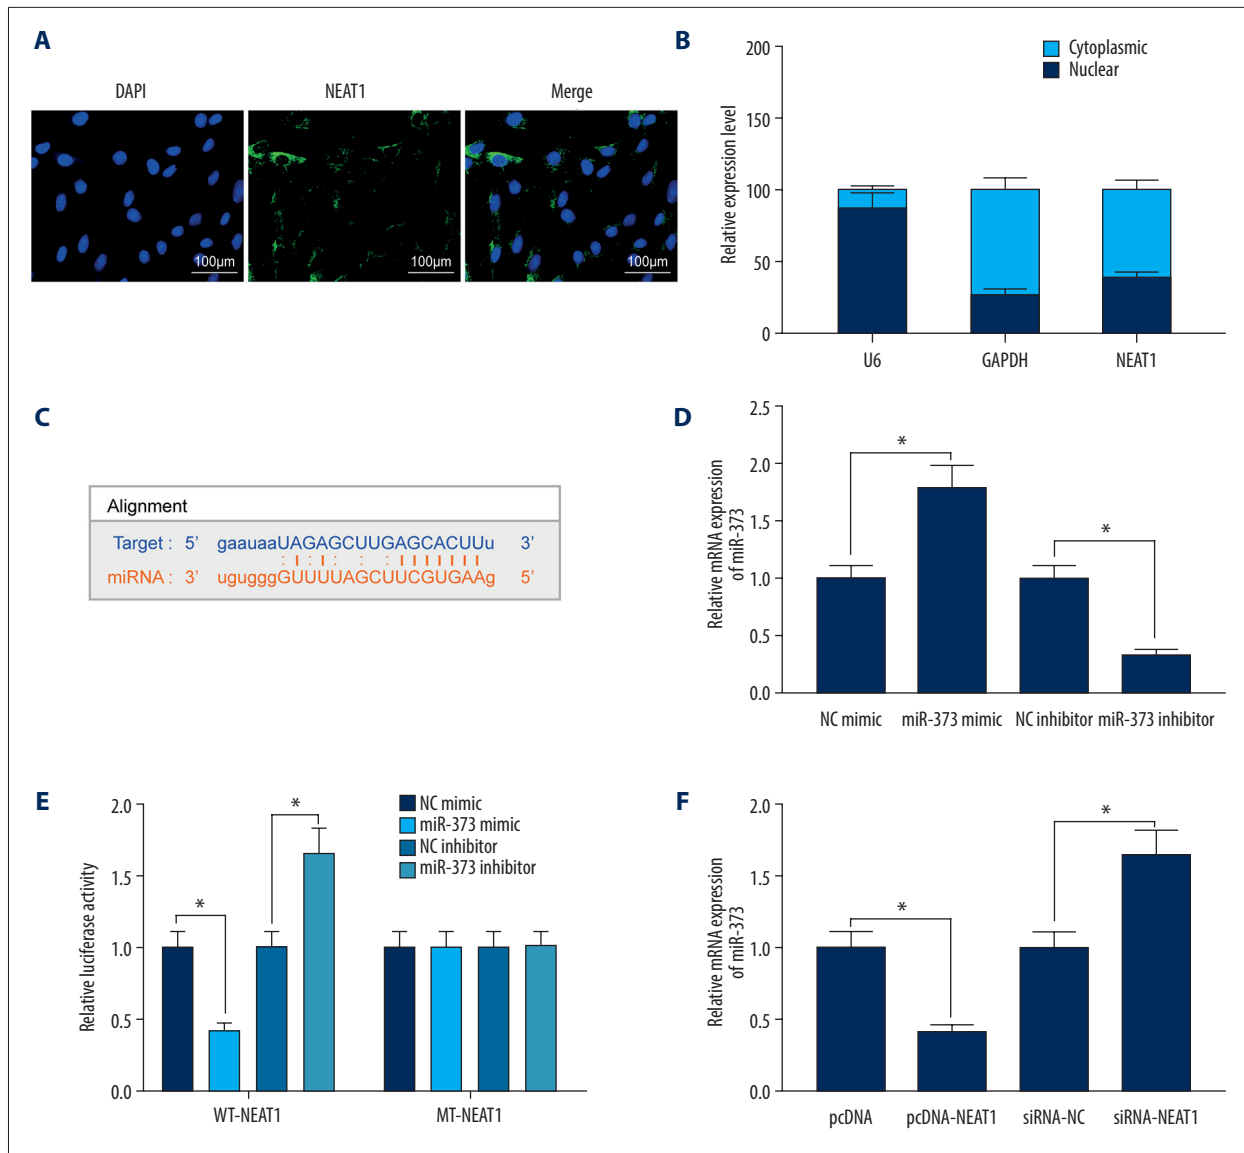 A
DAPI NEAT1 Merge
100µm 100µm 100µm
B
Cytoplasmic
Nuclear
Relative expression level
200
150
100
50
0
U6 GAPDH NEAT1
C
Alignment
Target : 5’ gaauaaUAGAGCUUGAGCACUUu 3’
: I : I : : : I I I I I I I
miRNA : 3’ ugugggGUUUUAGCUUCGUGAAg 5’
D
Relative mRNA expression
of miR-373
2.5
2.0
1.5
1.0
0.5
0.0
* *
NC mimic miR-373 mimic NC inhibitor miR-373 inhibitor
E
NC mimic
miR-373 mimic
NC inhibitor
miR-373 inhibitor
Relative luciferase activity
2.0
1.5
1.0
0.5
0.0
* *
WT-NEAT1 MT-NEAT1
F
Relative mRNA expression
of miR-373
2.0
1.5
1.0
0.5
0.0
* *
pcDNA pcDNA-NEAT1 siRNA-NC siRNA-NEAT1